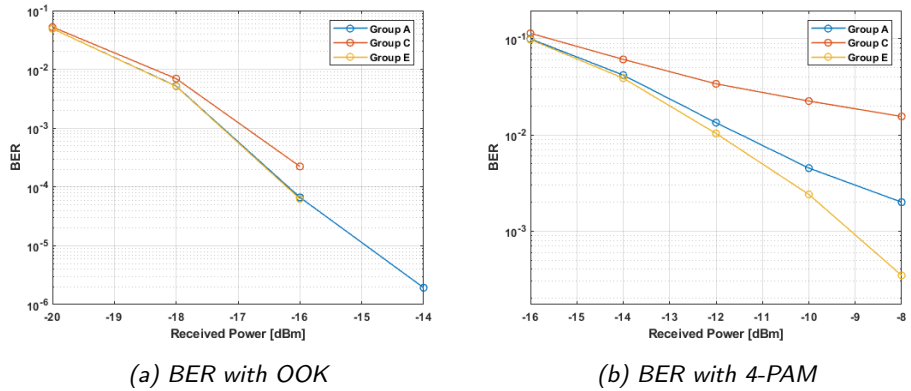 10^-1
10^-2
10^-3
10^-4
10^-5
10^-6
BER
-20
-19
-18
-17
-16
-15
-14
Received Power [dBm]
Group A
Group C
Group E
(a) BER with OOK
10^-1
10^-2
10^-3
BER
-16
-15
-14
-13
-12
-11
-10
-9
-8
Received Power [dBm]
Group A
Group C
Group E
(b) BER with 4-PAM